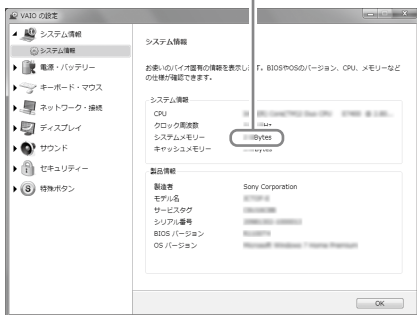 VAIO の設定
システム情報
システム情報
電源・バッテリー
キーボード・マウス
ネットワーク・接続
ディスプレイ
サウンド
セキュリティー
特殊ボタン
システム情報
お使いのバイオ固有の情報を表示し ます。BIOSやOSのバージョン、CPU、メモリーなど
の仕様が確認できます。
システム情報
CPU
クロック周波数
システムメモリー Bytes
キャッシュメモリー Bytes
製品情報
製造者 Sony Corporation
モデル名
サービスタグ
シリアル番号
BIOS バージョン
OS バージョン
OK